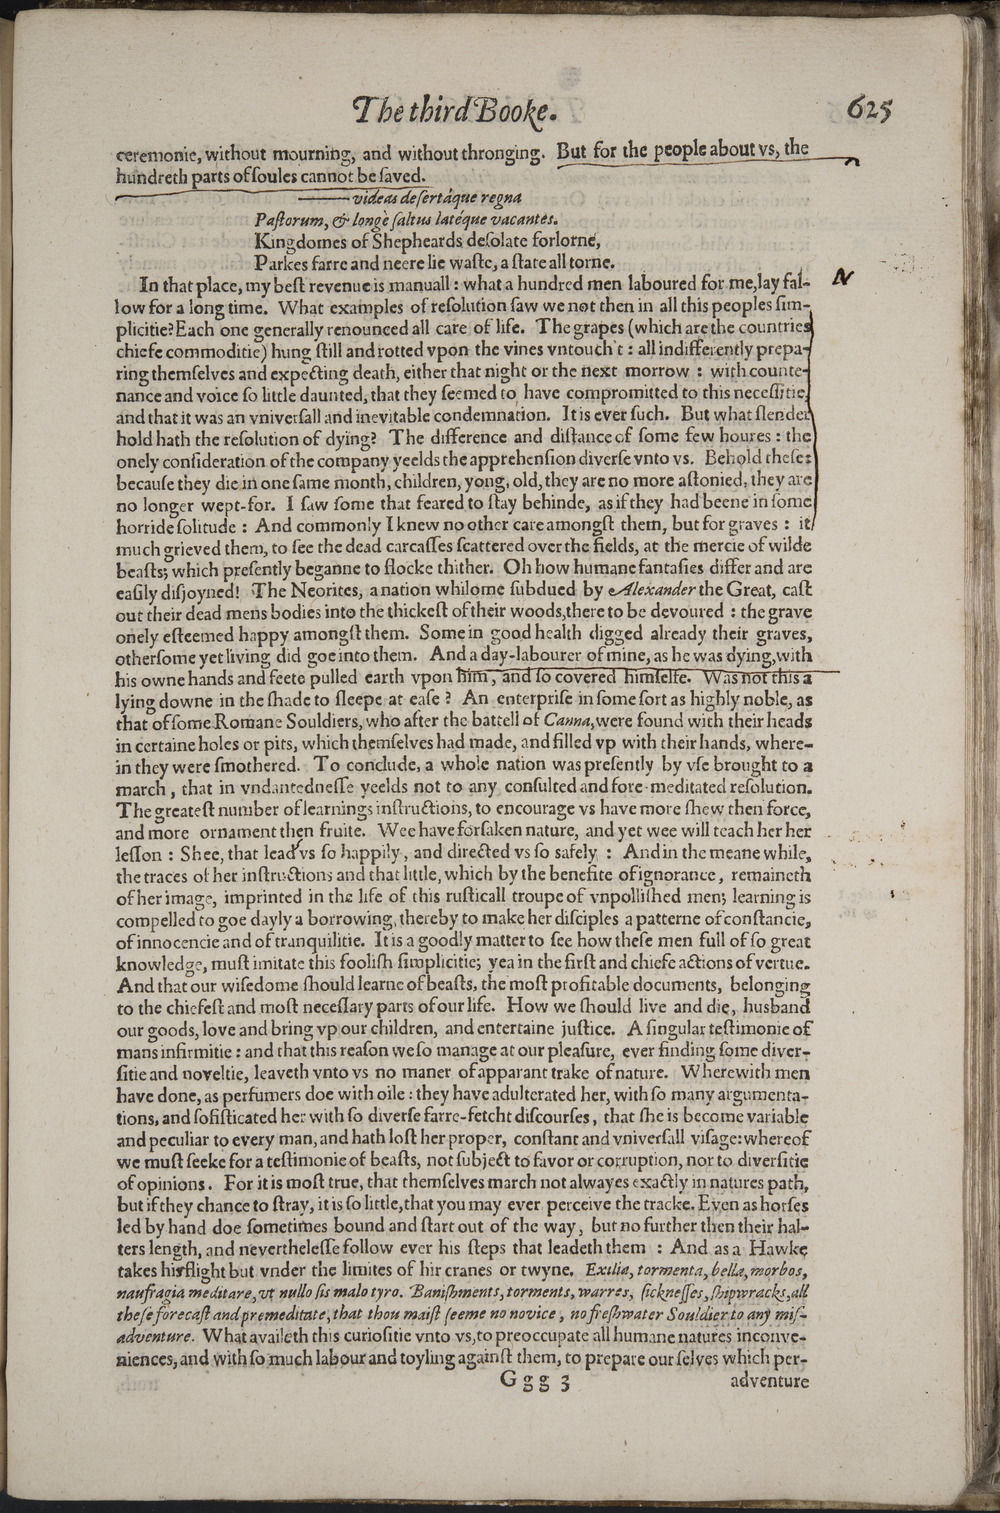 The third Booke. 625
ceremonie, without mourning, and without thronging. But for the people about vs, the
hundreth parts of ſoules cannot be ſaved.
——— videas desertáque regna
Paſtorum, & longè ſaltus latéque vacantes.
Kingdomes of Shepheards deſolate forlorne,
Parkes farre and neere lie waſte, a ſtate all torne.
In that place, my beſt revenue is manuall : what a hundred men laboured for me, lay fal-
N
low for a long time. What examples of reſolution ſaw we not then in all this peoples ſim-
plicitie? Each one generally renounced all care of life. The grapes (which are the countries
chiefe commoditie) hung ſtill and rotted vpon the vines vntouch't : all indifferently prepa-
ring themſelves and expecting death, either that night or the next morrow : with counte-
nance and voice ſo little daunted, that they ſeemed to have compromitted to this neceſſitie,
and that it was an vniverſall and inevitable condemnation. It is ever ſuch. But what ſlender
hold hath the reſolution of dying? The difference and diſtance of ſome few houres : the
onely conſideration of the company yeelds the apprehenſion diverſe vnto vs. Behold theſe:
becauſe they die in one ſame month, children, yong, old, they are no more aſtonied, they are
no longer wept-for. I ſaw ſome that feared to ſtay behinde, as if they had beene in ſome
horride ſolitude : And commonly I knew no other care amongſt them, but for graves : it
much grieved them, to ſee the dead carcaſſes ſcattered over the fields, at the mercie of wilde
beaſts; which preſently beganne to flocke thither. Oh how humane fantaſies differ and are
eaſily diſjoyned! The Neorites, a nation whilome ſubdued by Alexander the Great, caſt
out their dead mens bodies into the thickeſt of their woods, there to be devoured : the grave
onely eſteemed happy amongſt them. Some in good health digged already their graves,
otherſome yet living did goe into them. And a day-labourer of mine, as he was dying, with
his owne hands and feete pulled earth vpon him, and ſo covered himſelfe. Was not this a
lying downe in the ſhade to ſleepe at eaſe ? An enterpriſe in ſome ſort as highly noble, as
that of ſome Romane Souldiers, who after the battell of Canna, were found with their heads
in certaine holes or pits, which themſelves had made, and filled vp with their hands, where-
in they were ſmothered. To conclude, a whole nation was preſently by vſe brought to a
march, that in vndantedneſſe yeelds not to any conſulted and fore-meditated reſolution.
The greateſt number of learnings inſtructions, to encourage vs have more ſhew then force,
and more ornament then fruite. Wee have forſaken nature, and yet wee will teach her her
leſſon : Shee, that lead vs ſo happily, and directed vs ſo ſafely : And in the meane while,
the traces of her inſtructions and that little, which by the benefite of ignorance, remaineth
of her image, imprinted in the life of this ruſticall troupe of vnpolliſhed men; learning is
compelled to goe dayly a borrowing, thereby to make her diſciples a patterne of conſtancie,
of innocencie and of tranquilitie. It is a goodly matter to ſee how theſe men full of ſo great
knowledge, muſt imitate this fooliſh ſimplicitie; yea in the firſt and chiefe actions of vertue.
And that our wiſedome ſhould learne of beaſts, the moſt profitable documents, belonging
to the chiefeſt and moſt neceſſary parts of our life. How we ſhould live and die, husband
our goods, love and bring vp our children, and entertaine juſtice. A ſingular teſtimonie of
mans infirmitie : and that this reaſon we ſo manage at our pleaſure, ever finding ſome diver-
ſitie and noveltie, leaveth vnto vs no maner of apparant trake of nature. Wherewith men
have done, as perfumers doe with oile : they have adulterated her, with ſo many argumenta-
tions, and ſofiſticated her with ſo diverſe farre-fetcht diſcourſes, that ſhe is become variable
and peculiar to every man, and hath loſt her proper, conſtant and vniverſall viſage: whereof
we muſt ſeeke for a teſtimonie of beaſts, not ſubject to favor or corruption, nor to diverſitie
of opinions. For it is moſt true, that themſelves march not alwayes exactly in natures path,
but if they chance to ſtray, it is ſo little, that you may ever perceive the tracke. Even as horſes
led by hand doe ſometimes bound and ſtart out of the way, but no further then their hal-
ters length, and nevertheleſſe follow ever his ſteps that leadeth them : And as a Hawke
takes his flight but vnder the limites of hir cranes or twyne. Exilia, tormenta, bella, morbos,
naufragia meditare, vt nullo ſis malo tyro. Baniſhments, torments, warres, ſickneſſes, ſhipwracks, all
theſe forecaſt and premeditate, that thou maiſt ſeeme no novice, no freſhwater Souldier to any miſ-
adventure. What availeth this curioſitie vnto vs, to preoccupate all humane natures inconve-
niences, and with ſo much labour and toyling againſt them, to prepare our ſelves which per-
Ggg 3 adventure